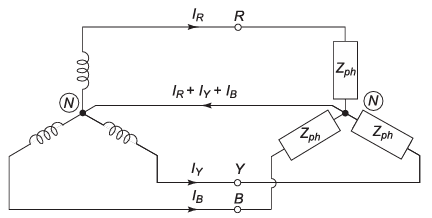 I_R R
Z_ph
N I_R + I_Y + I_B N
Z_ph Z_ph
I_Y Y
I_B B